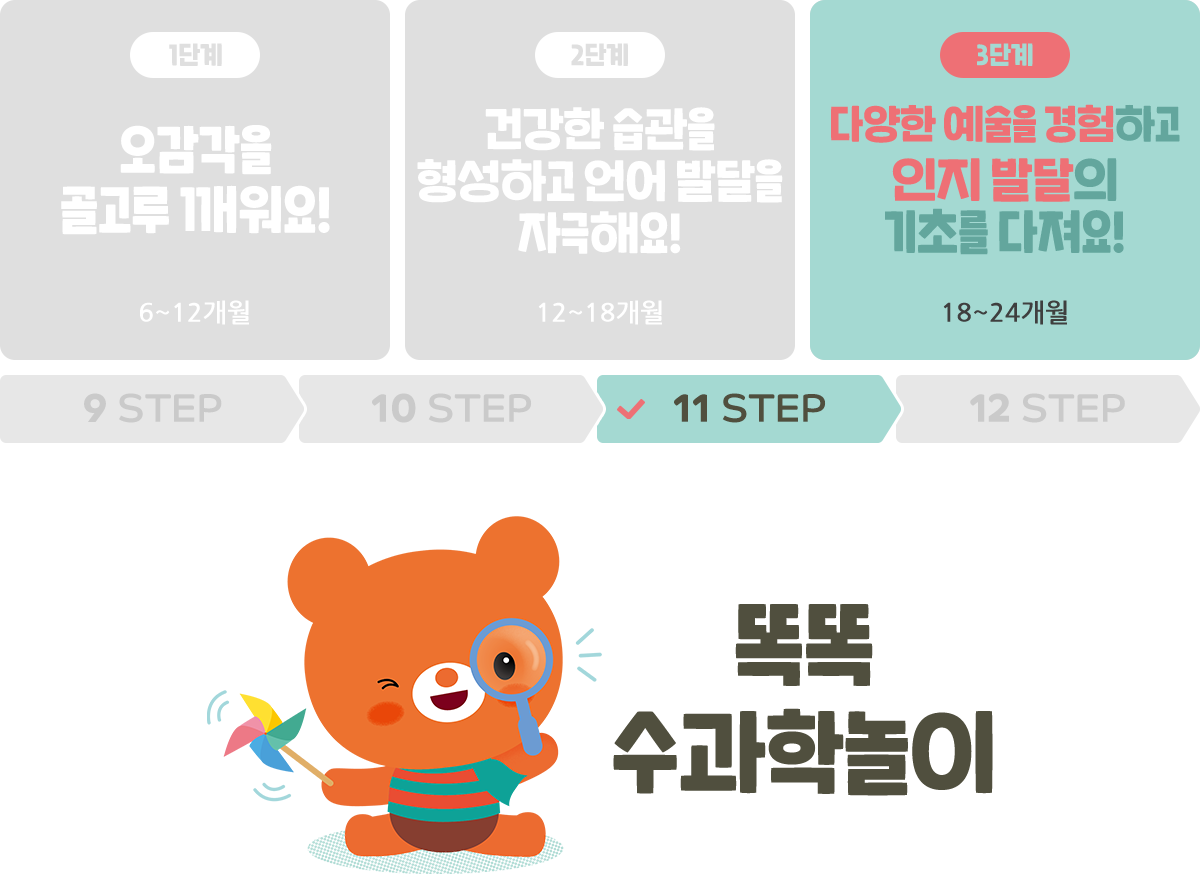 1단계
오감각을
골고루 깨워요!
6~12개월
2단계
건강한 습관을
형성하고 언어 발달을
자극해요!
12~18개월
3단계
다양한 예술을 경험하고
인지 발달의
기초를 다져요!
18~24개월
9 STEP
10 STEP
11 STEP
12 STEP
똑똑
수과학놀이